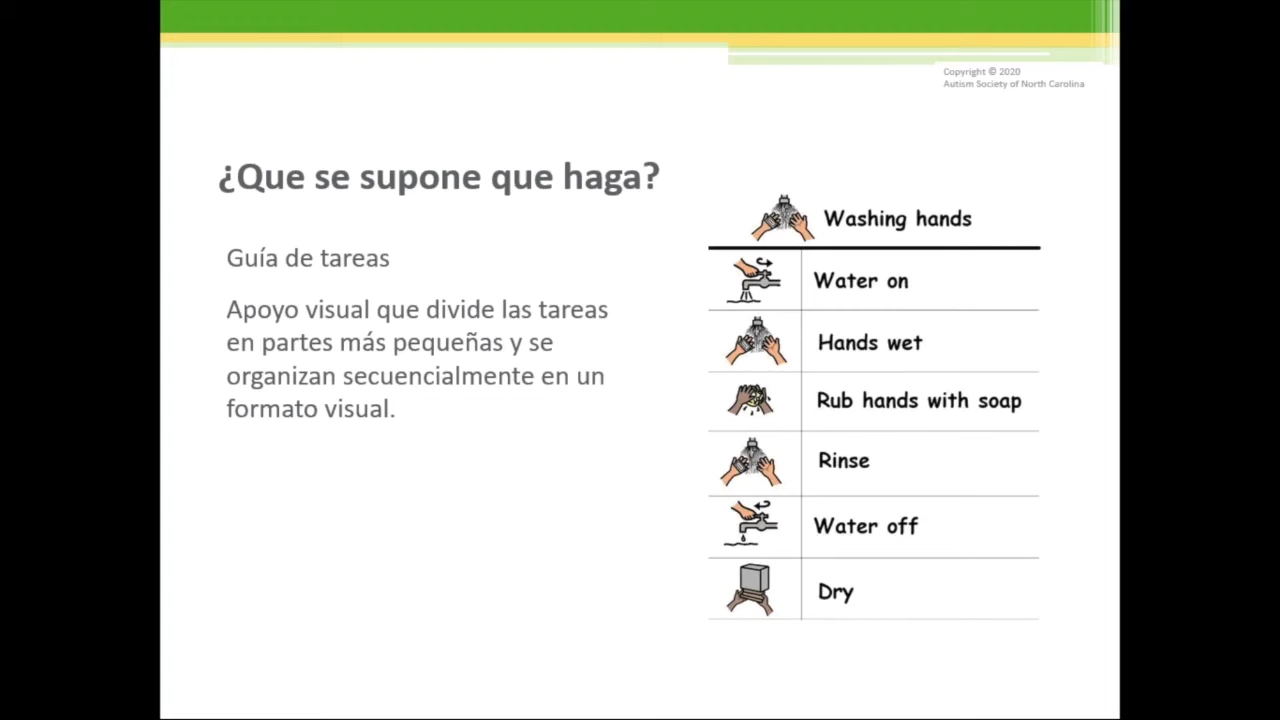 Copyright © 2020
Autism Society of North Carolina
¿Que se supone que haga?
Guía de tareas
Apoyo visual que divide las tareas
en partes más pequeñas y se
organizan secuencialmente en un
formato visual.
Washing hands
Water on
Hands wet
Rub hands with soap
Rinse
Water off
Dry